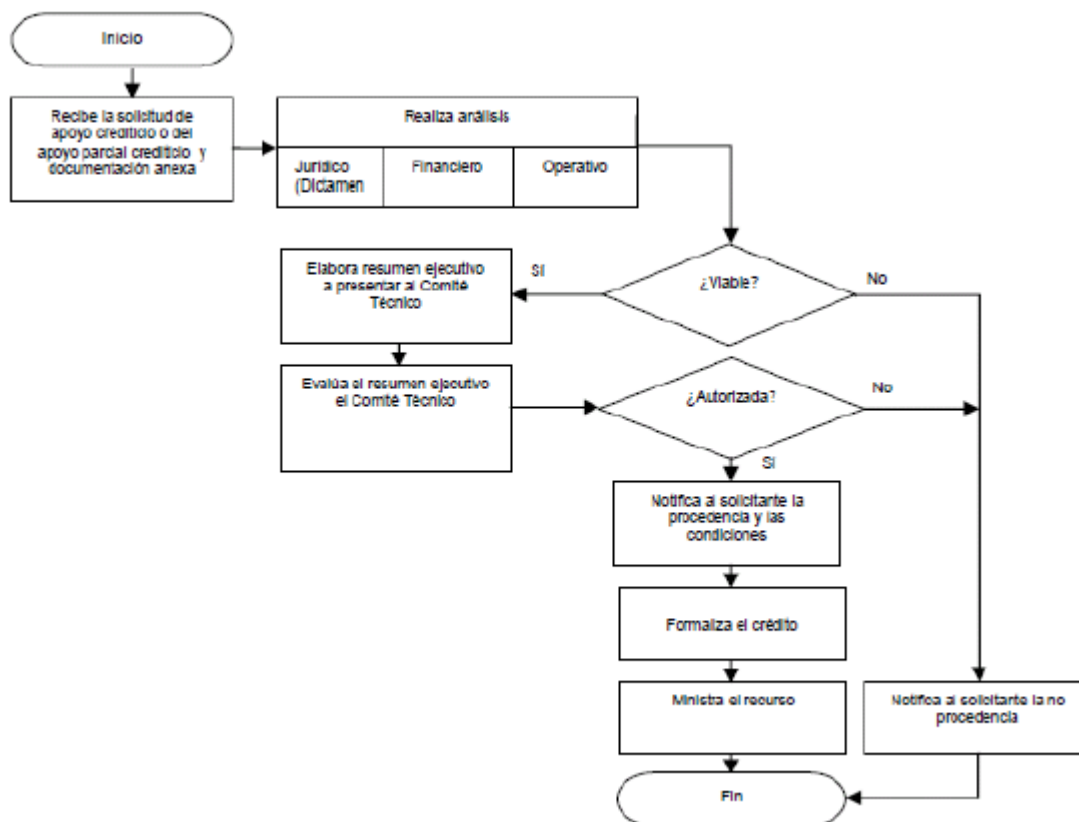 Inicio
Recibe la solicitud de
apoyo crediticio o del
apoyo parcial crediticio y
documentación anexa
Realiza análisis
Jurídico
(Dictamen
Financiero
Operativo
¿Viable?
Sí
No
Elabora resumen ejecutivo
a presentar al Comité
Técnico
Evalúa el resumen ejecutivo
el Comité Técnico
¿Autorizada?
No
Sí
Notifica al solicitante la
procedencia y las
condiciones
Formaliza el crédito
Ministra el recurso
Notifica al solicitante la no
procedencia
Fin